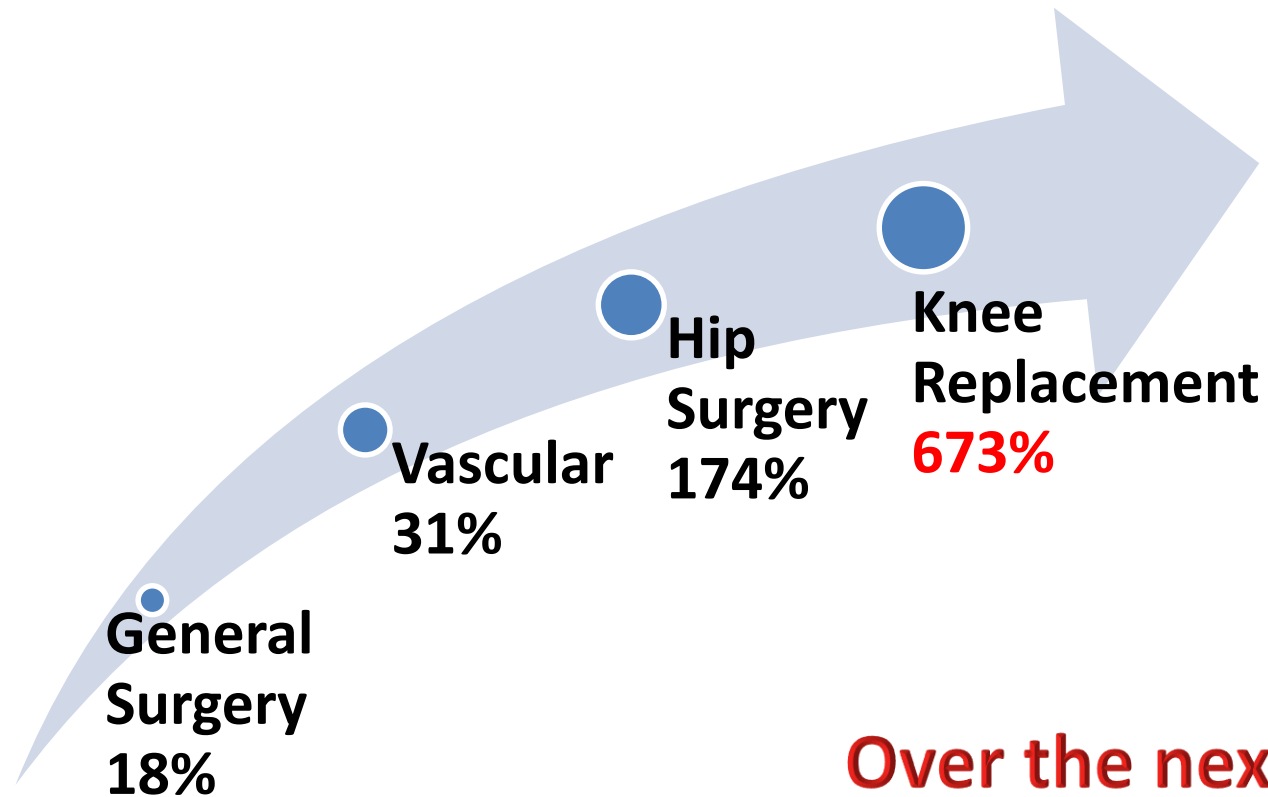 General
Surgery
18%
Vascular
31%
Hip
Surgery
174%
Knee
Replacement
673%
Over the nex